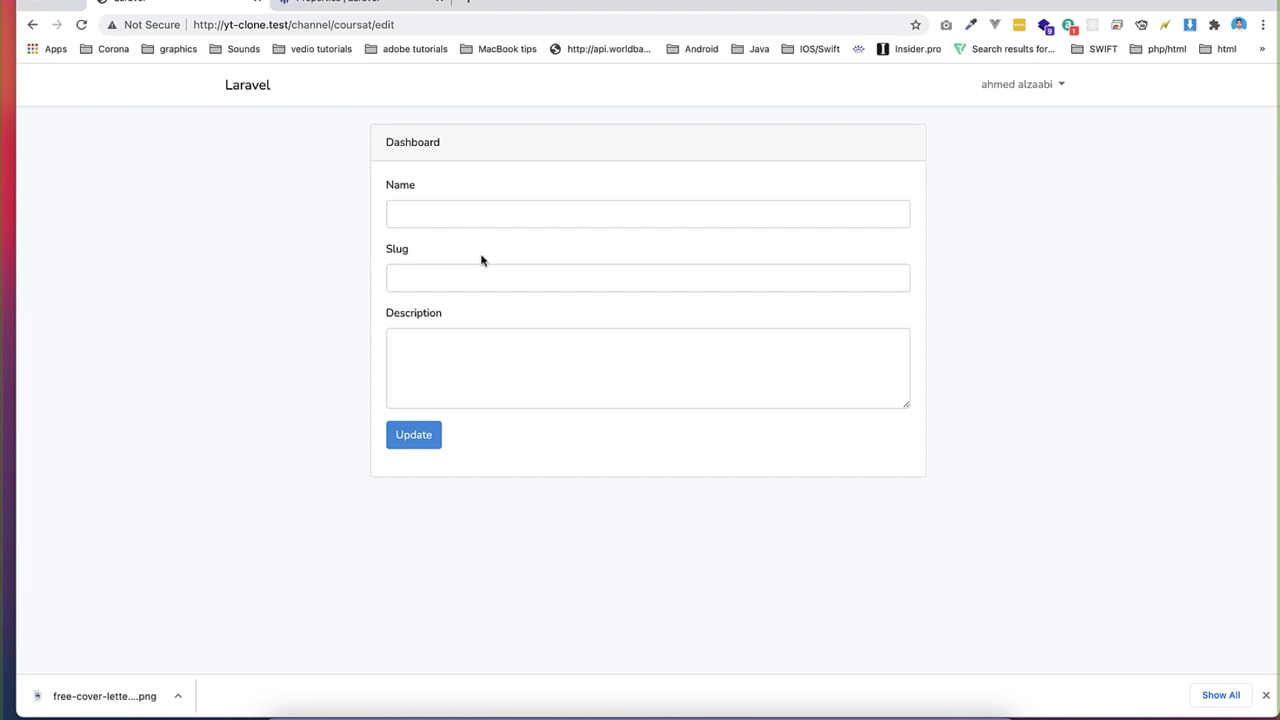 Not Secure
http://yt-clone.test/channel/coursat/edit
Apps
Corona
graphics
Sounds
vedio tutorials
adobe tutorials
MacBook tips
http://api.worldba...
Android
Java
IOS/Swift
Insider.pro
Search results for...
SWIFT
php/html
html
»
Laravel
ahmed alzaabi
Dashboard
Name
Slug
Description
Update
free-cover-lette....png
Show All